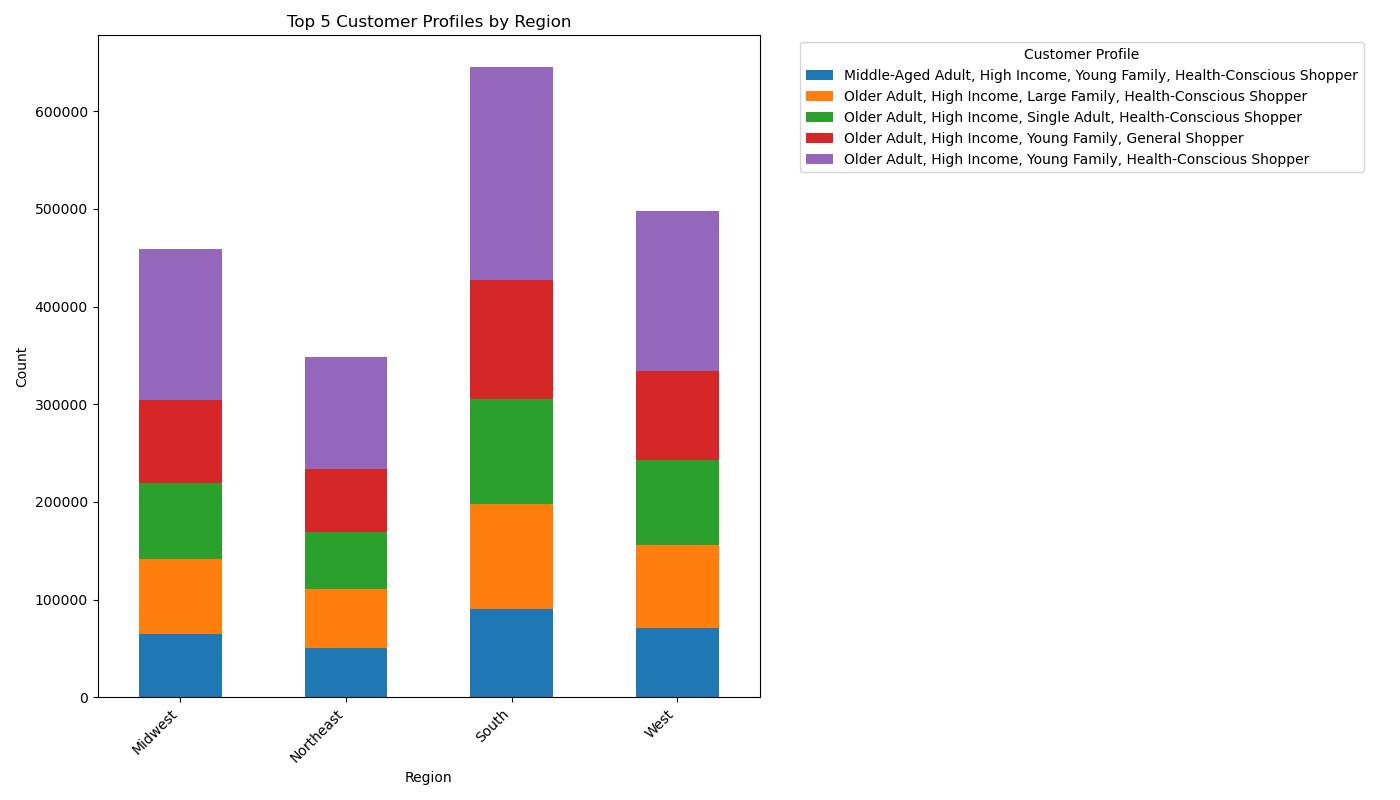 Top 5 Customer Profiles by Region
Customer Profile
Middle-Aged Adult, High Income, Young Family, Health-Conscious Shopper
Older Adult, High Income, Large Family, Health-Conscious Shopper
Older Adult, High Income, Single Adult, Health-Conscious Shopper
Older Adult, High Income, Young Family, General Shopper
Older Adult, High Income, Young Family, Health-Conscious Shopper
Count
600000
500000
400000
300000
200000
100000
0
Midwest
Northeast
South
West
Region